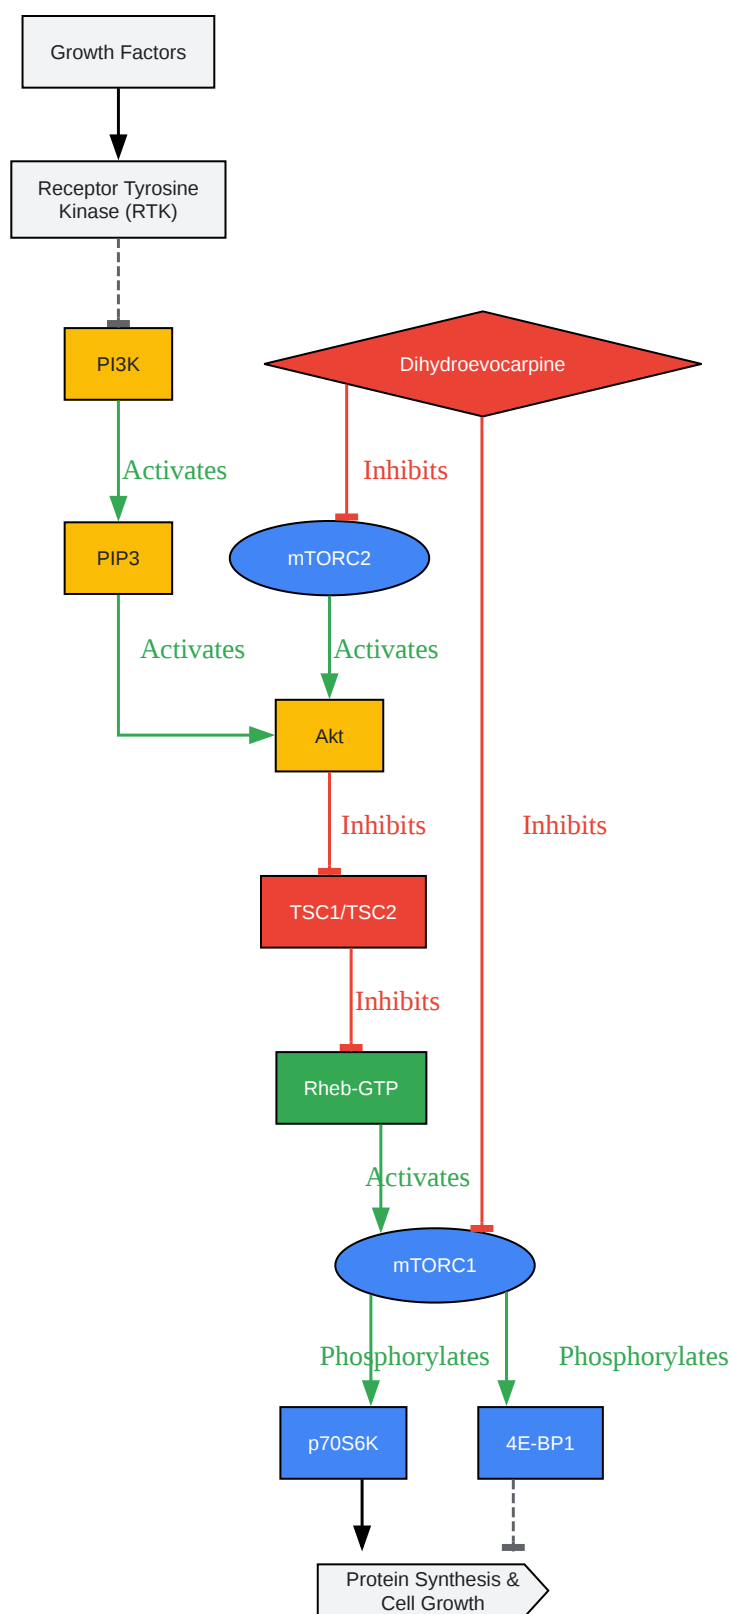 Growth Factors
Receptor Tyrosine
Kinase (RTK)
PI3K
Dihydroevocarpine
Activates
Inhibits
PIP3
mTORC2
Activates
Activates
Akt
Inhibits
Inhibits
TSC1/TSC2
Inhibits
Rheb-GTP
Activates
mTORC1
Phosphorylates
Phosphorylates
p70S6K
4E-BP1
Protein Synthesis &
Cell Growth